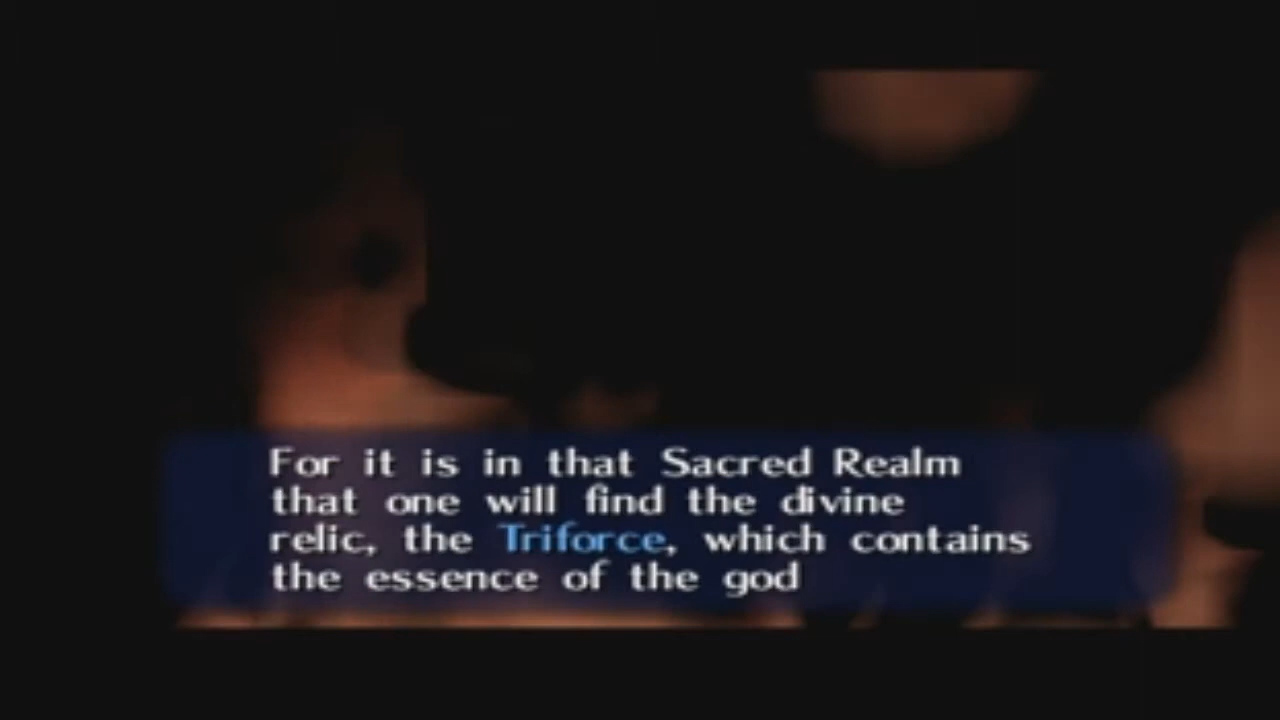 For it is in that Sacred Realm
that one will find the divine
relic, the Triforce, which contains
the essence of the god